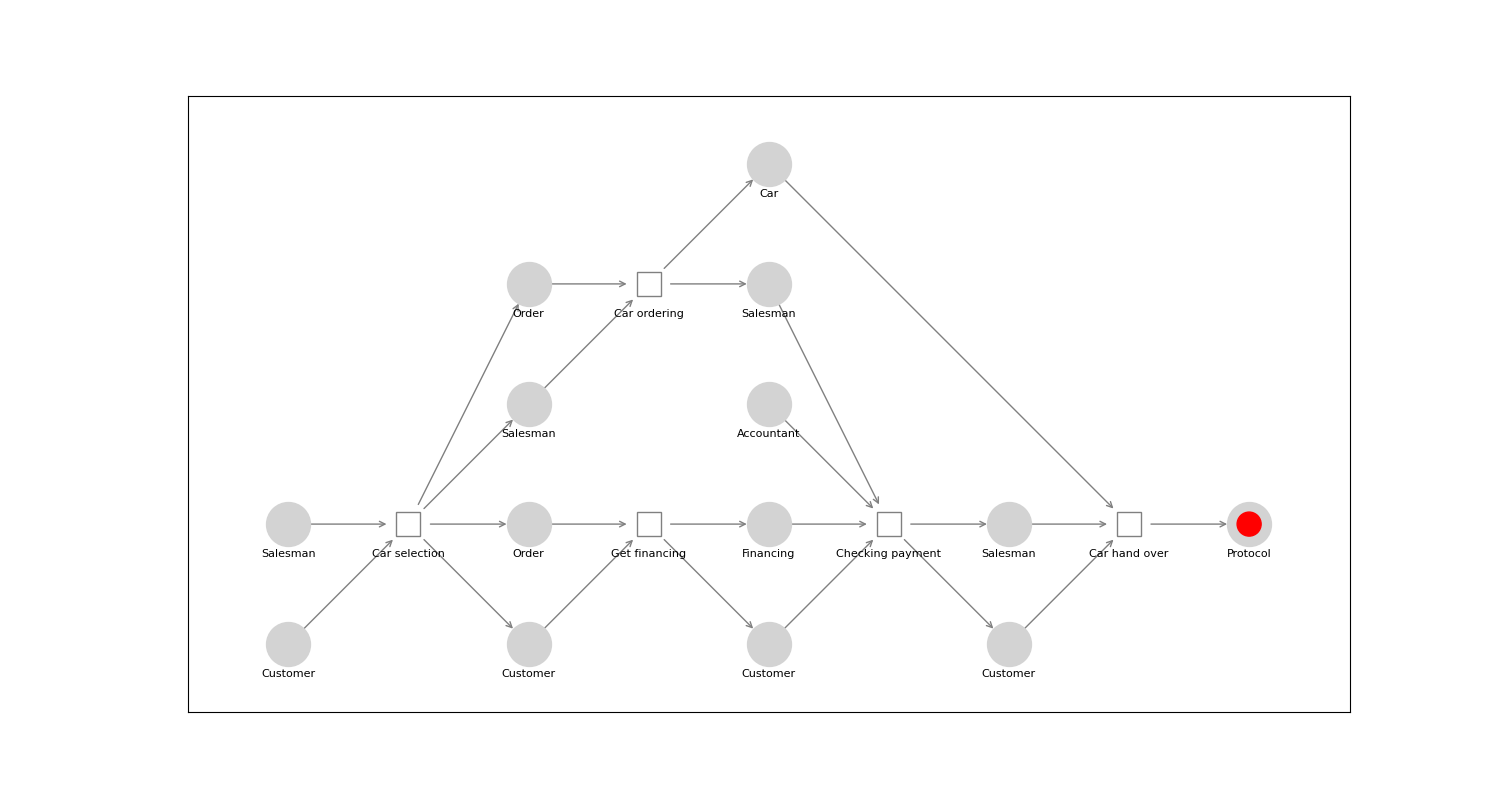 Car
Order
Car ordering
Salesman
Salesman
Accountant
Salesman
Car selection
Order
Get financing
Financing
Checking payment
Salesman
Car hand over
Protocol
Customer
Customer
Customer
Customer